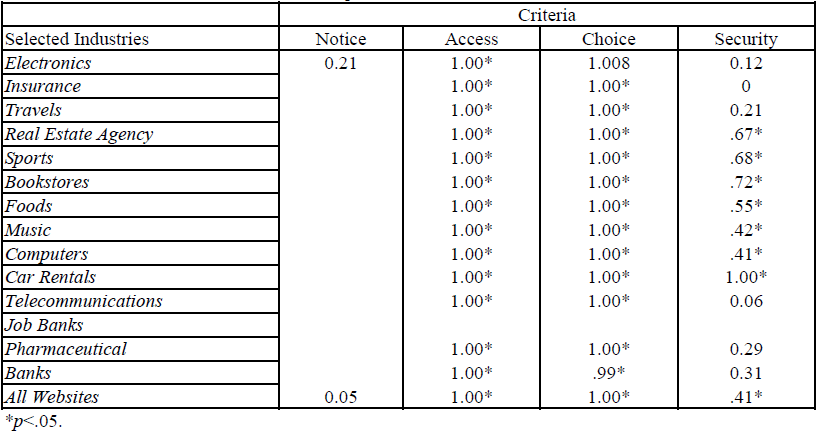 Criteria
Selected Industries Notice Access Choice Security
Electronics 0.21 1.00* 1.008 0.12
Insurance 1.00* 1.00* 0
Travels 1.00* 1.00* 0.21
Real Estate Agency 1.00* 1.00* .67*
Sports 1.00* 1.00* .68*
Bookstores 1.00* 1.00* .72*
Foods 1.00* 1.00* .55*
Music 1.00* 1.00* .42*
Computers 1.00* 1.00* .41*
Car Rentals 1.00* 1.00* 1.00*
Telecommunications 1.00* 1.00* 0.06
Job Banks
Pharmaceutical 1.00* 1.00* 0.29
Banks 1.00* .99* 0.31
All Websites 0.05 1.00* 1.00* .41*
*p<.05.